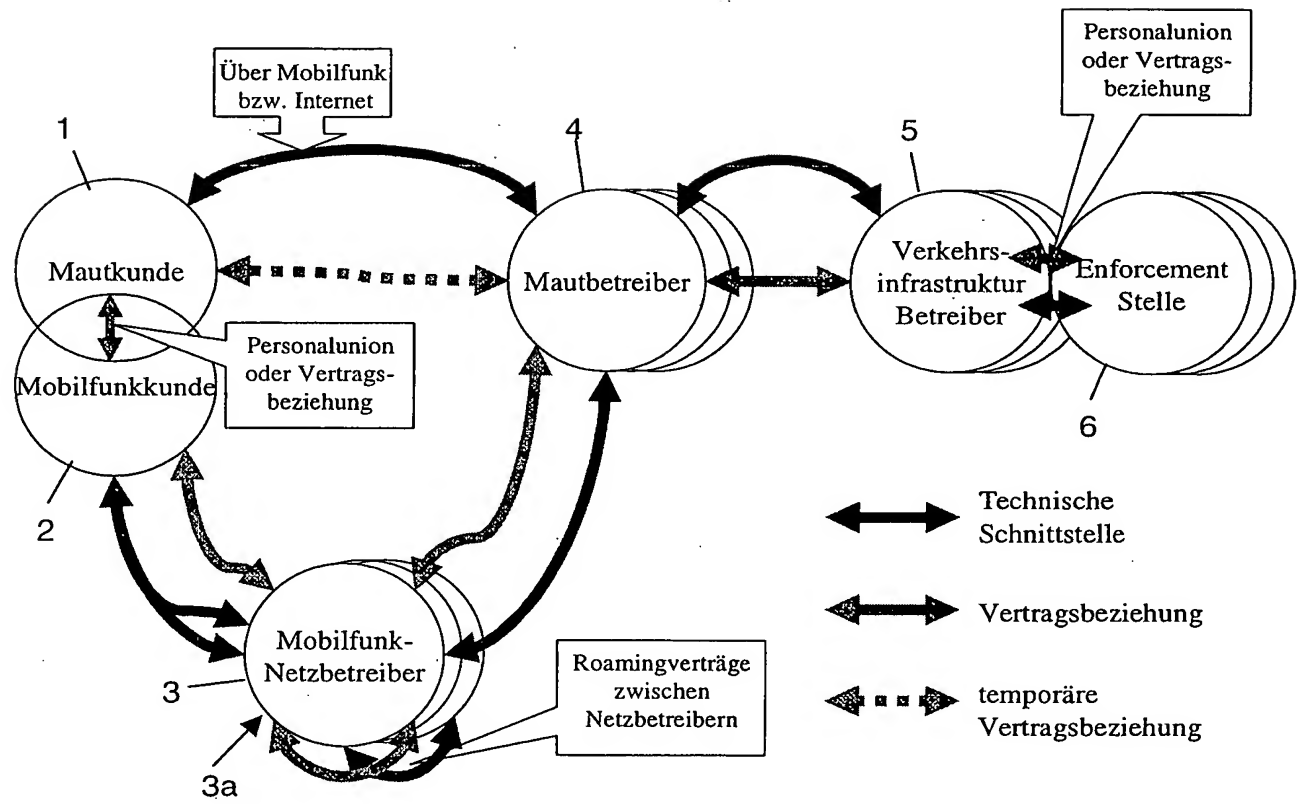 Über Mobilfunk
bzw. Internet
Personalunion
oder Vertrags-
beziehung
1
4
5
Mautkunde
Mautbetreiber
Verkehrs-
infrastruktur
Betreiber
Enforcement
Stelle
Personalunion
oder Vertrags-
beziehung
Mobilfunkkunde
6
2
Technische
Schnittstelle
Vertragsbeziehung
temporäre
Vertragsbeziehung
Mobilfunk-
Netzbetreiber
3
3a
Roamingverträge
zwischen
Netzbetreibern